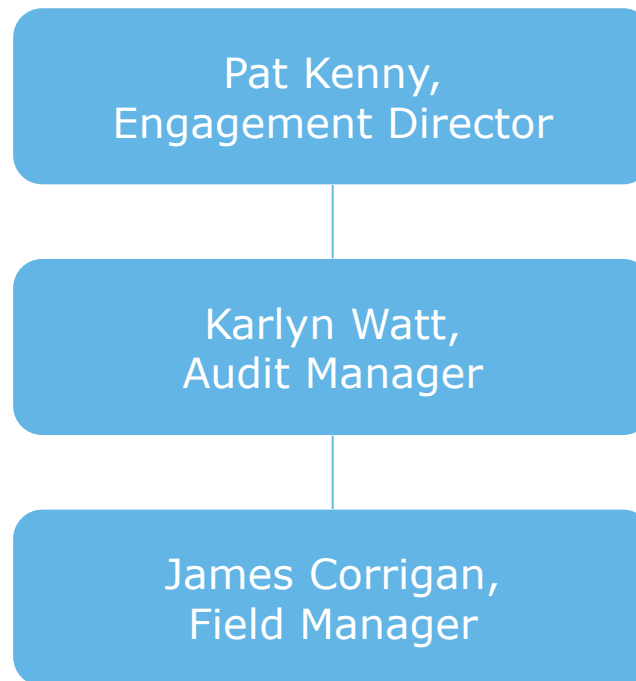 Pat Kenny,
Engagement Director
Karlyn Watt,
Audit Manager
James Corrigan,
Field Manager